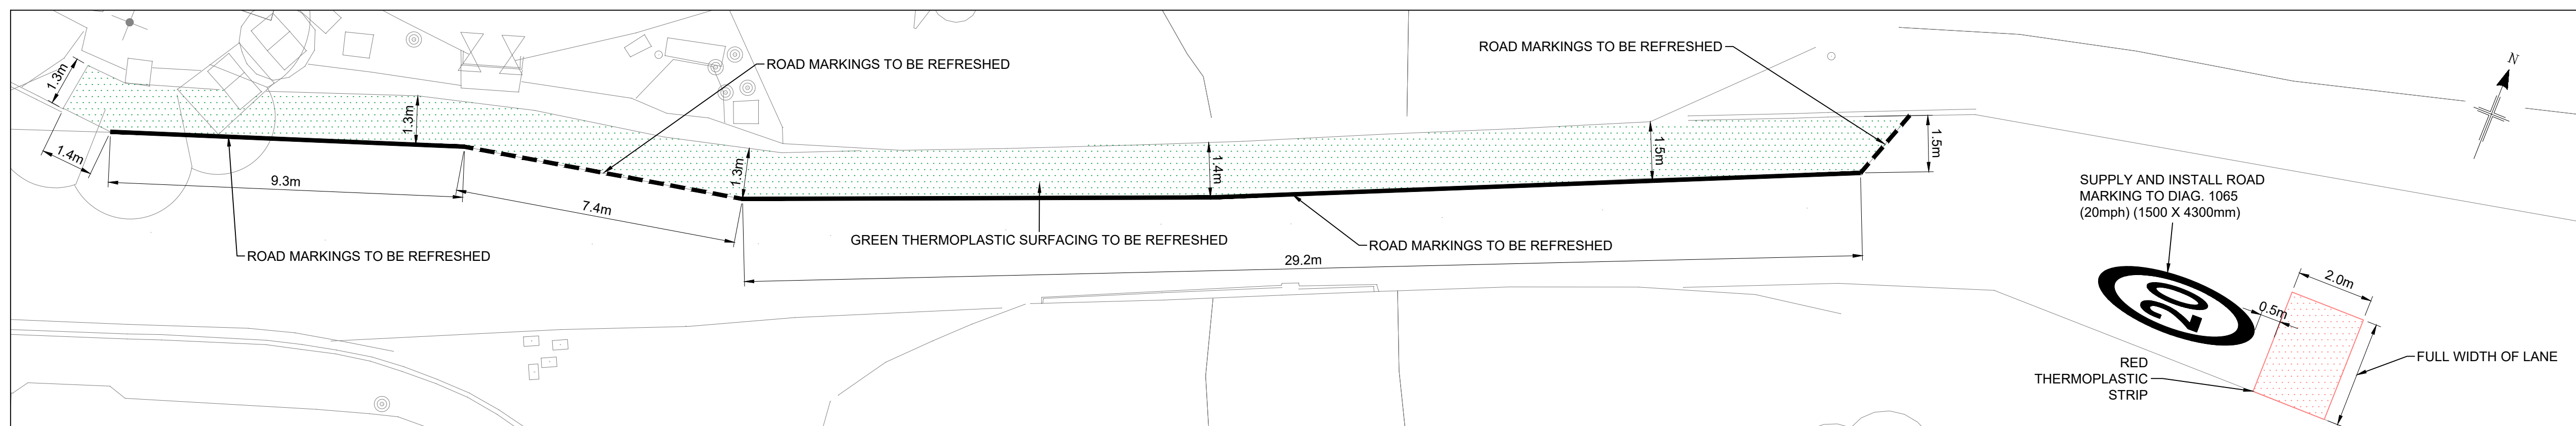 ROAD MARKINGS TO BE REFRESHED
ROAD MARKINGS TO BE REFRESHED
N
1.3m
1.3m
1.4m
9.3m
7.4m
1.3m
1.4m
1.5m
1.5m
ROAD MARKINGS TO BE REFRESHED
GREEN THERMOPLASTIC SURFACING TO BE REFRESHED
ROAD MARKINGS TO BE REFRESHED
29.2m
SUPPLY AND INSTALL ROAD
MARKING TO DIAG. 1065
(20mph) (1500 X 4300mm)
20
0.5m
2.0m
FULL WIDTH OF LANE
RED
THERMOPLASTIC
STRIP